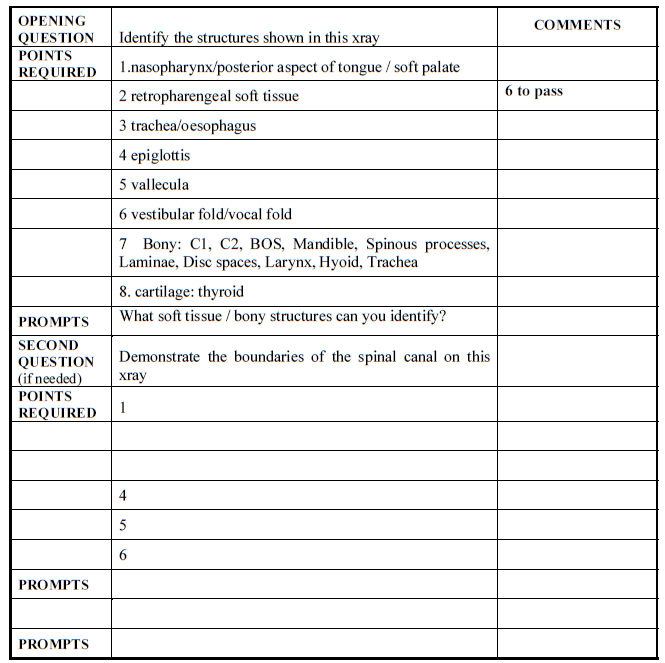 OPENING
QUESTION
Identify the structures shown in this xray
COMMENTS
POINTS
REQUIRED
1.nasopharynx/posterior aspect of tongue / soft palate
2 retropharengeal soft tissue
6 to pass
3 trachea/oesophagus
4 epiglottis
5 vallecula
6 vestibular fold/vocal fold
7 Bony: C1, C2, BOS, Mandible, Spinous processes,
Laminae, Disc spaces, Larynx, Hyoid, Trachea
8. cartilage: thyroid
PROMPTS
What soft tissue / bony structures can you identify?
SECOND
QUESTION
(if needed)
Demonstrate the boundaries of the spinal canal on this
xray
POINTS
REQUIRED
1
4
5
6
PROMPTS
PROMPTS